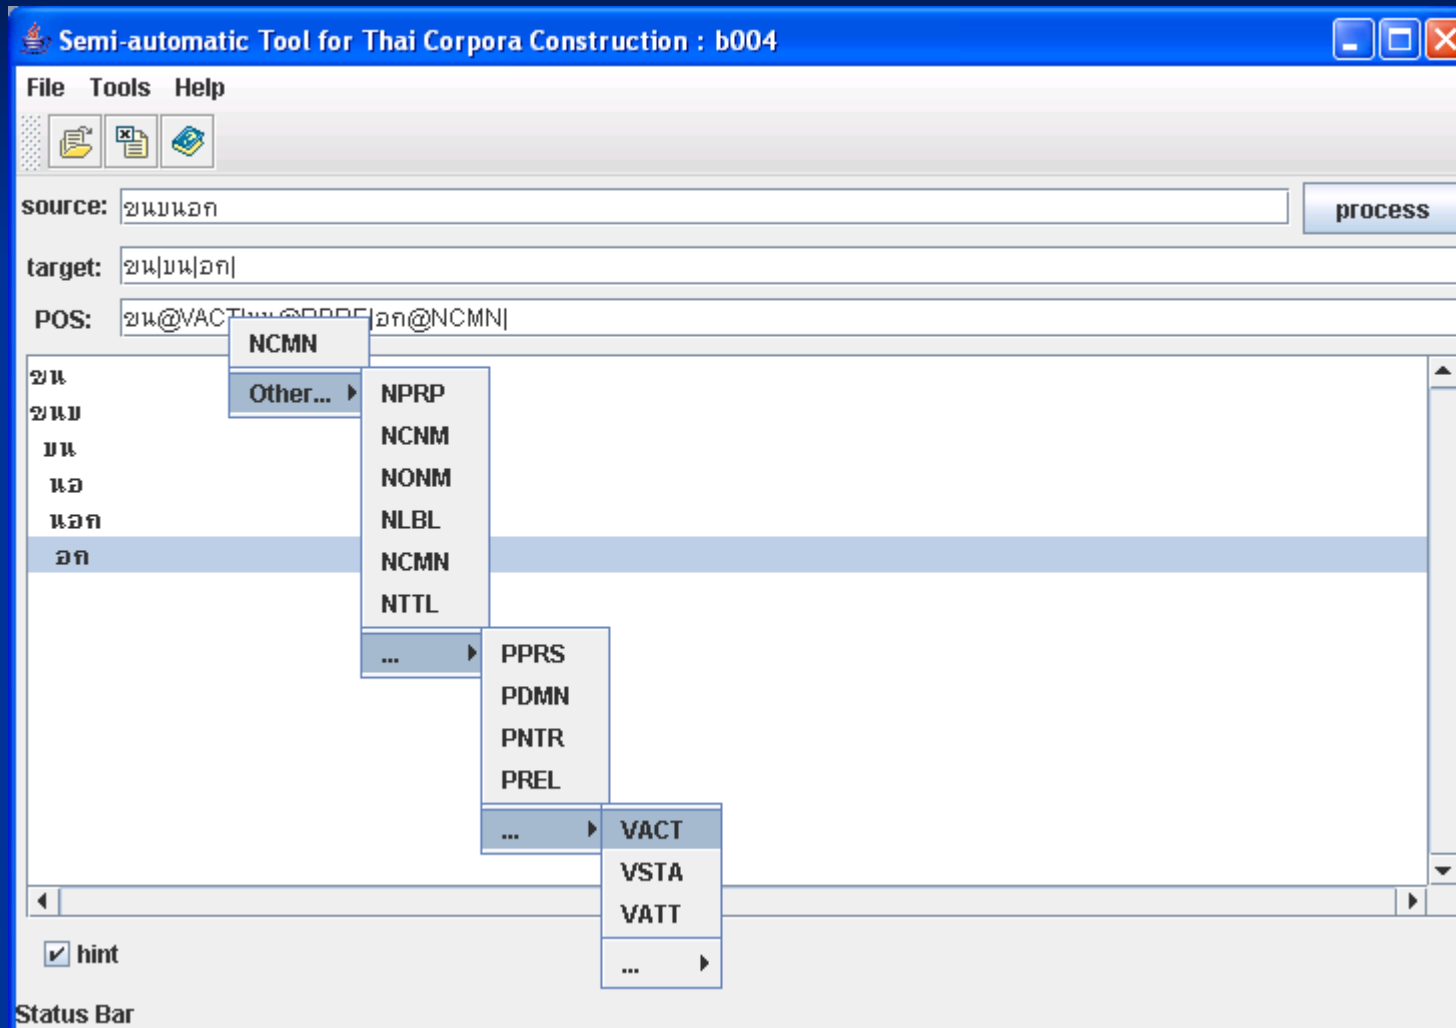 Semi-automatic Tool for Thai Corpora Construction : b004
File Tools Help
source: ขนบนอก process
target: ขน|บน|อก|
POS: ขน@VACT|บน@RPRE|อก@NCMN|
NCMN
Other...
ขน
ขนบ
บน
นอ
นอก
อก
NPRP
NCNM
NONM
NLBL
NCMN
NTTL
...
PPRS
PDMN
PNTR
PREL
...
VACT
VSTA
VATT
...
hint
Status Bar